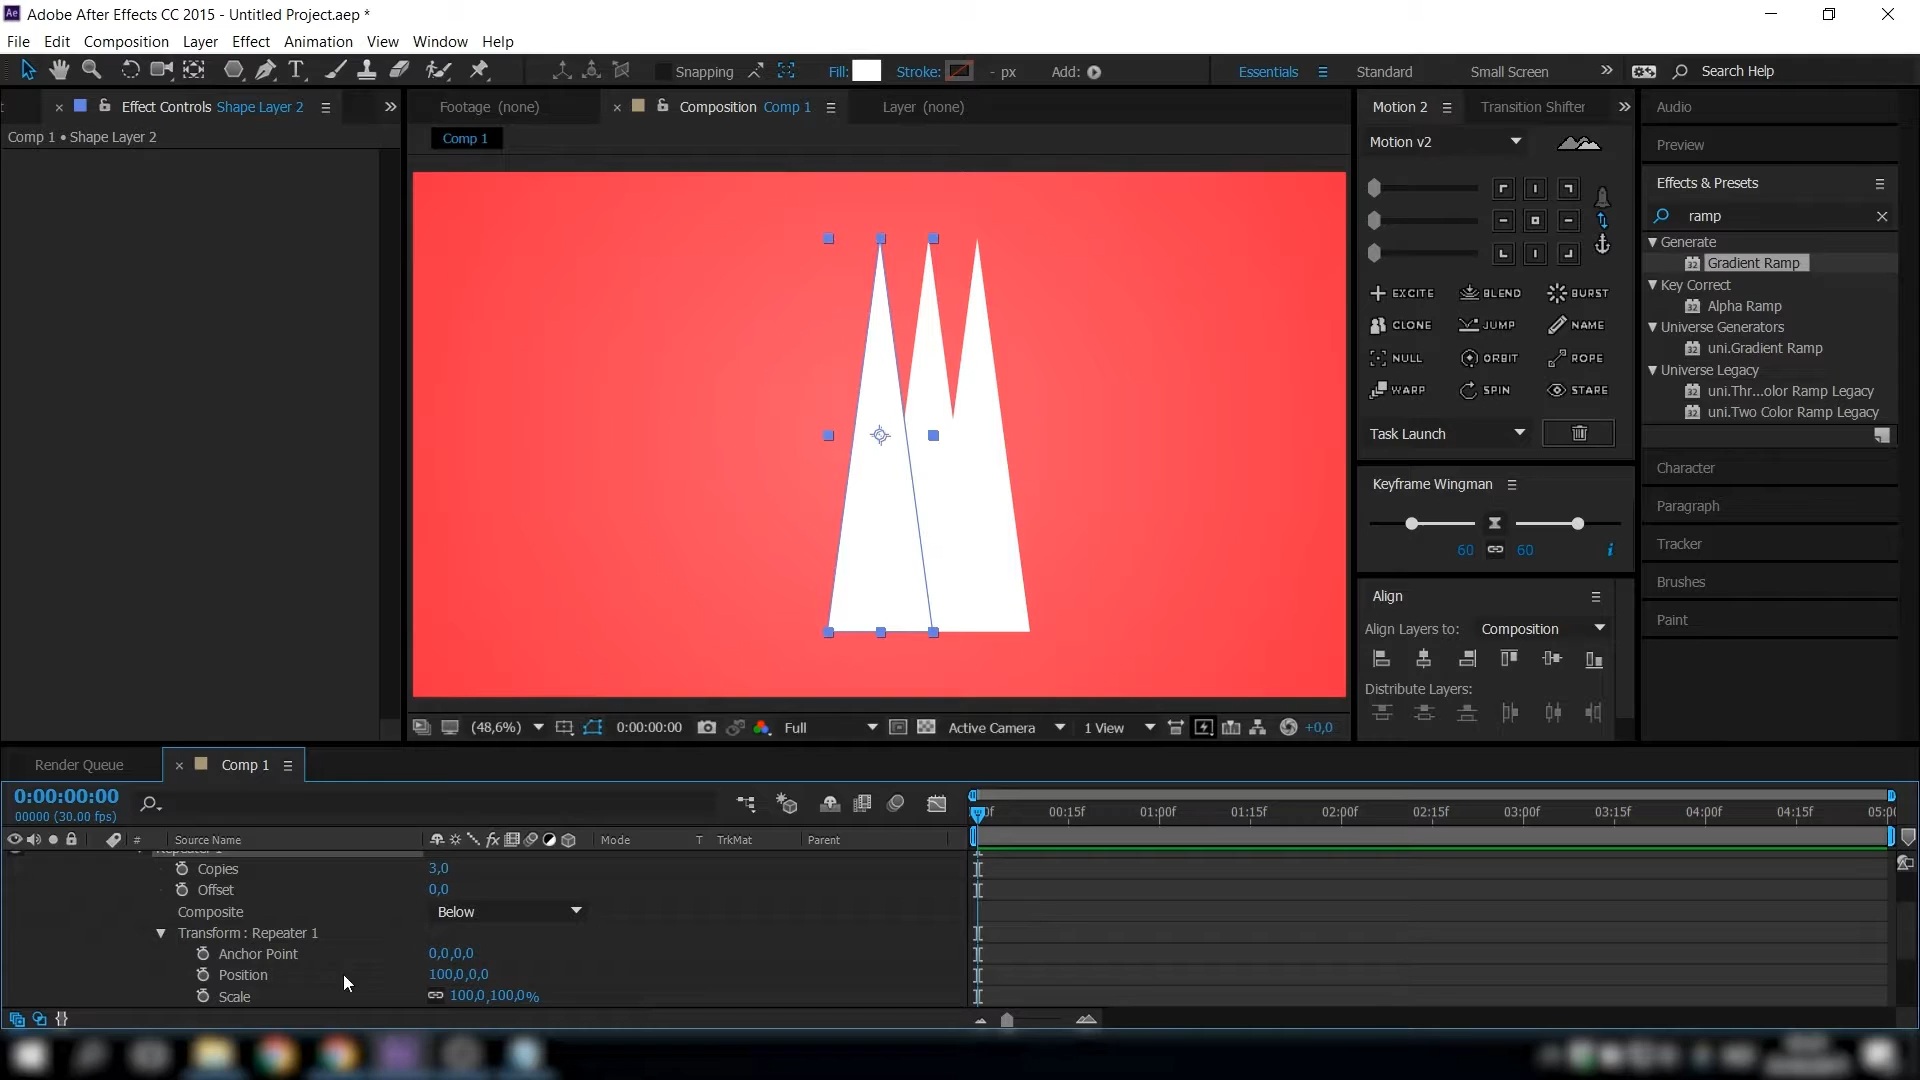 Ae Adobe After Effects CC 2015 - Untitled Project.aep *
File Edit Composition Layer Effect Animation View Window Help
Snapping Fill: Stroke: - px Add: Essentials Standard Small Screen Search Help
Effect Controls Shape Layer 2
Comp 1 • Shape Layer 2
Footage (none) Composition Comp 1 Layer (none)
Comp 1
Motion 2 Transition Shifter
Motion v2
EXCITE BLEND BURST
CLONE JUMP NAME
NULL ORBIT ROPE
WARP SPIN STARE
Task Launch
Keyframe Wingman
60 60 i
Align
Align Layers to: Composition
Distribute Layers:
Audio
Preview
Effects & Presets
ramp
Generate
32 Gradient Ramp
Key Correct
32 Alpha Ramp
Universe Generators
32 uni.Gradient Ramp
Universe Legacy
32 uni.Thr...olor Ramp Legacy
32 uni.Two Color Ramp Legacy
Character
Paragraph
Tracker
Brushes
Paint
(48,6%) 0:00:00:00 Full Active Camera 1 View +0,0
Render Queue Comp 1
0:00:00:00
00000 (30.00 fps)
00:15f 01:00f 01:15f 02:00f 02:15f 03:00f 03:15f 04:00f 04:15f
# Source Name fx Mode T TrkMat Parent
Copies 3,0
Offset 0,0
Composite Below
Transform : Repeater 1
Anchor Point 0,0,0,0
Position 100,0,0,0
Scale 100,0,100,0%